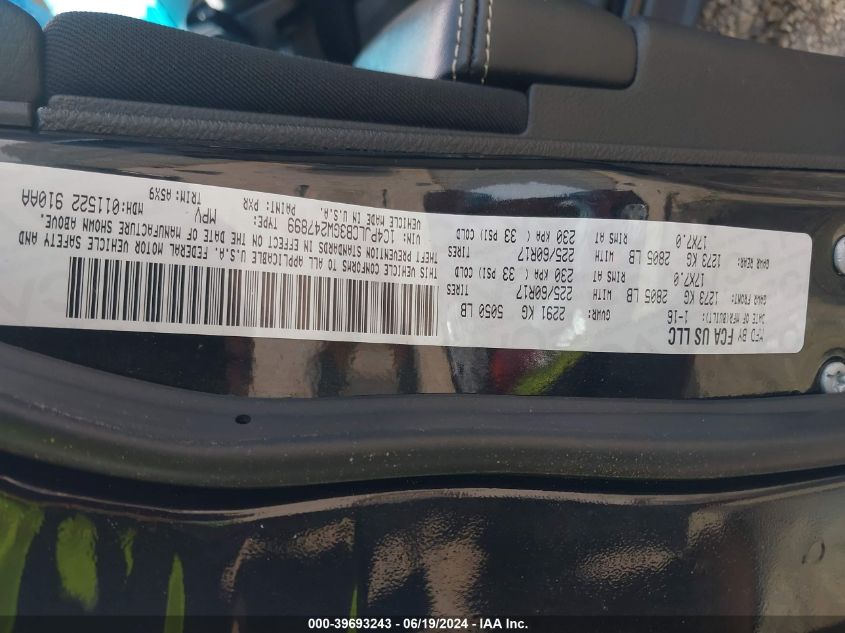 MFD BY FCA US LLC
DATE OF MFR(BUILT): 1-16 GVWR: 2291 KG 5050 LB
GAWR FRONT: 1273 KG 2805 LB WITH 225/60R17 TIRES
17X7.0 RIMS AT 230 KPA ( 33 PSI) COLD
GAWR REAR: 1273 KG 2805 LB WITH 225/60R17 TIRES
17X7.0 RIMS AT 230 KPA ( 33 PSI) COLD
THIS VEHICLE CONFORMS TO ALL APPLICABLE U.S.A. FEDERAL MOTOR VEHICLE SAFETY AND
THEFT PREVENTION STANDARDS IN EFFECT ON THE DATE OF MANUFACTURE SHOWN ABOVE.
VIN: 1C4PJLCB3GW247899 TYPE: MPV MDH:011522 910AA
VEHICLE MADE IN U.S.A. PAINT: PXR TRIM: A5X9
000-39693243 - 06/19/2024 - IAA Inc.